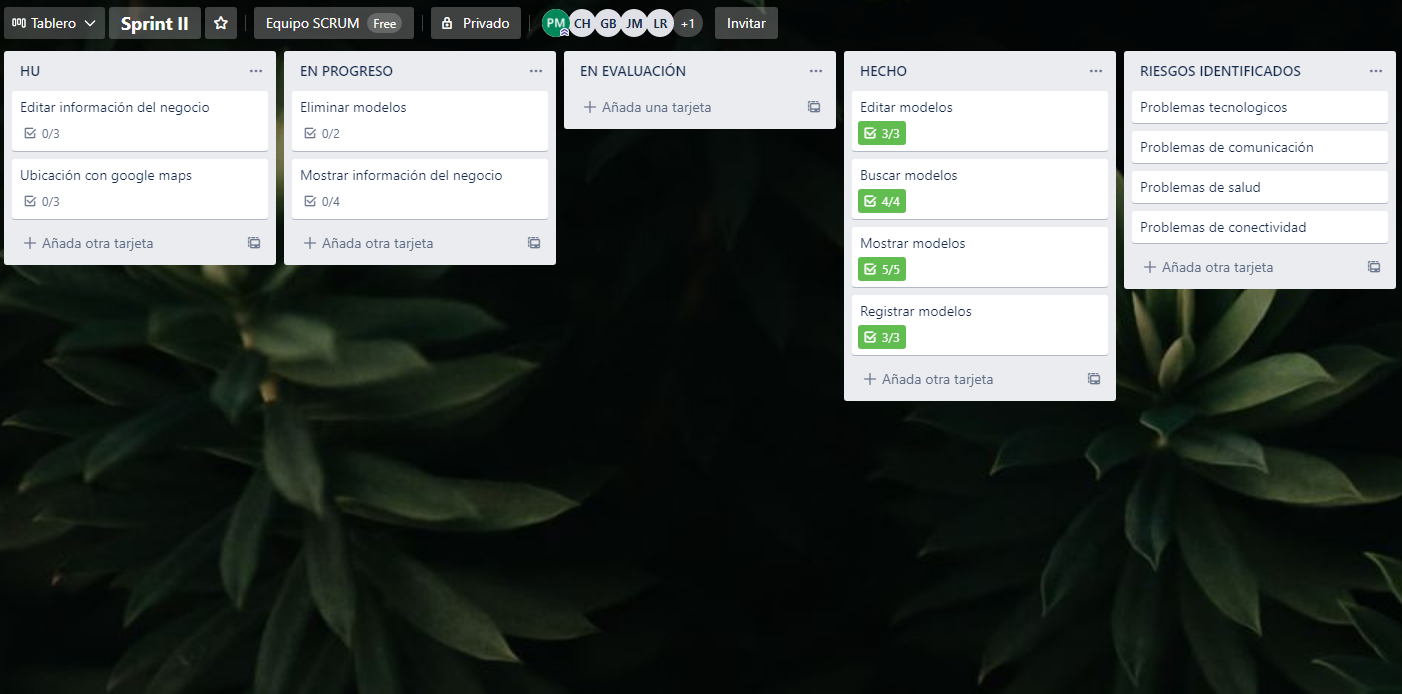 Tablero
Sprint II
Equipo SCRUM Free
Privado
PM CH GB JM LR +1
Invitar
HU
Editar información del negocio
0/3
Ubicación con google maps
0/3
Añada otra tarjeta
EN PROGRESO
Eliminar modelos
0/2
Mostrar información del negocio
0/4
Añada otra tarjeta
EN EVALUACIÓN
Añada una tarjeta
HECHO
Editar modelos
3/3
Buscar modelos
4/4
Mostrar modelos
5/5
Registrar modelos
3/3
Añada otra tarjeta
RIESGOS IDENTIFICADOS
Problemas tecnologicos
Problemas de comunicación
Problemas de salud
Problemas de conectividad
Añada otra tarjeta